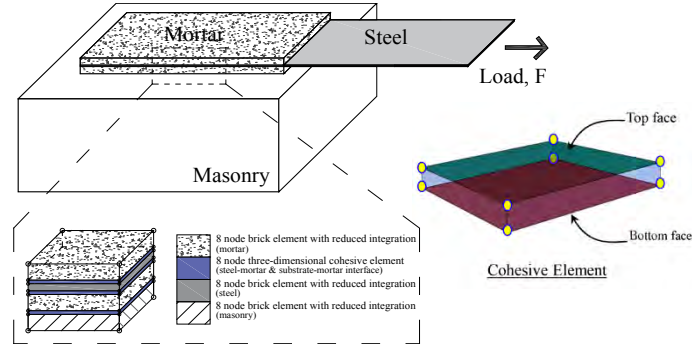 Mortar
Steel
Load, F
Masonry
Top face
Bottom face
Cohesive Element
8 node brick element with reduced integration
(mortar)
8 node three-dimensional cohesive element
(steel-mortar & substrate-mortar interface)
8 node brick element with reduced integration
(steel)
8 node brick element with reduced integration
(masonry)